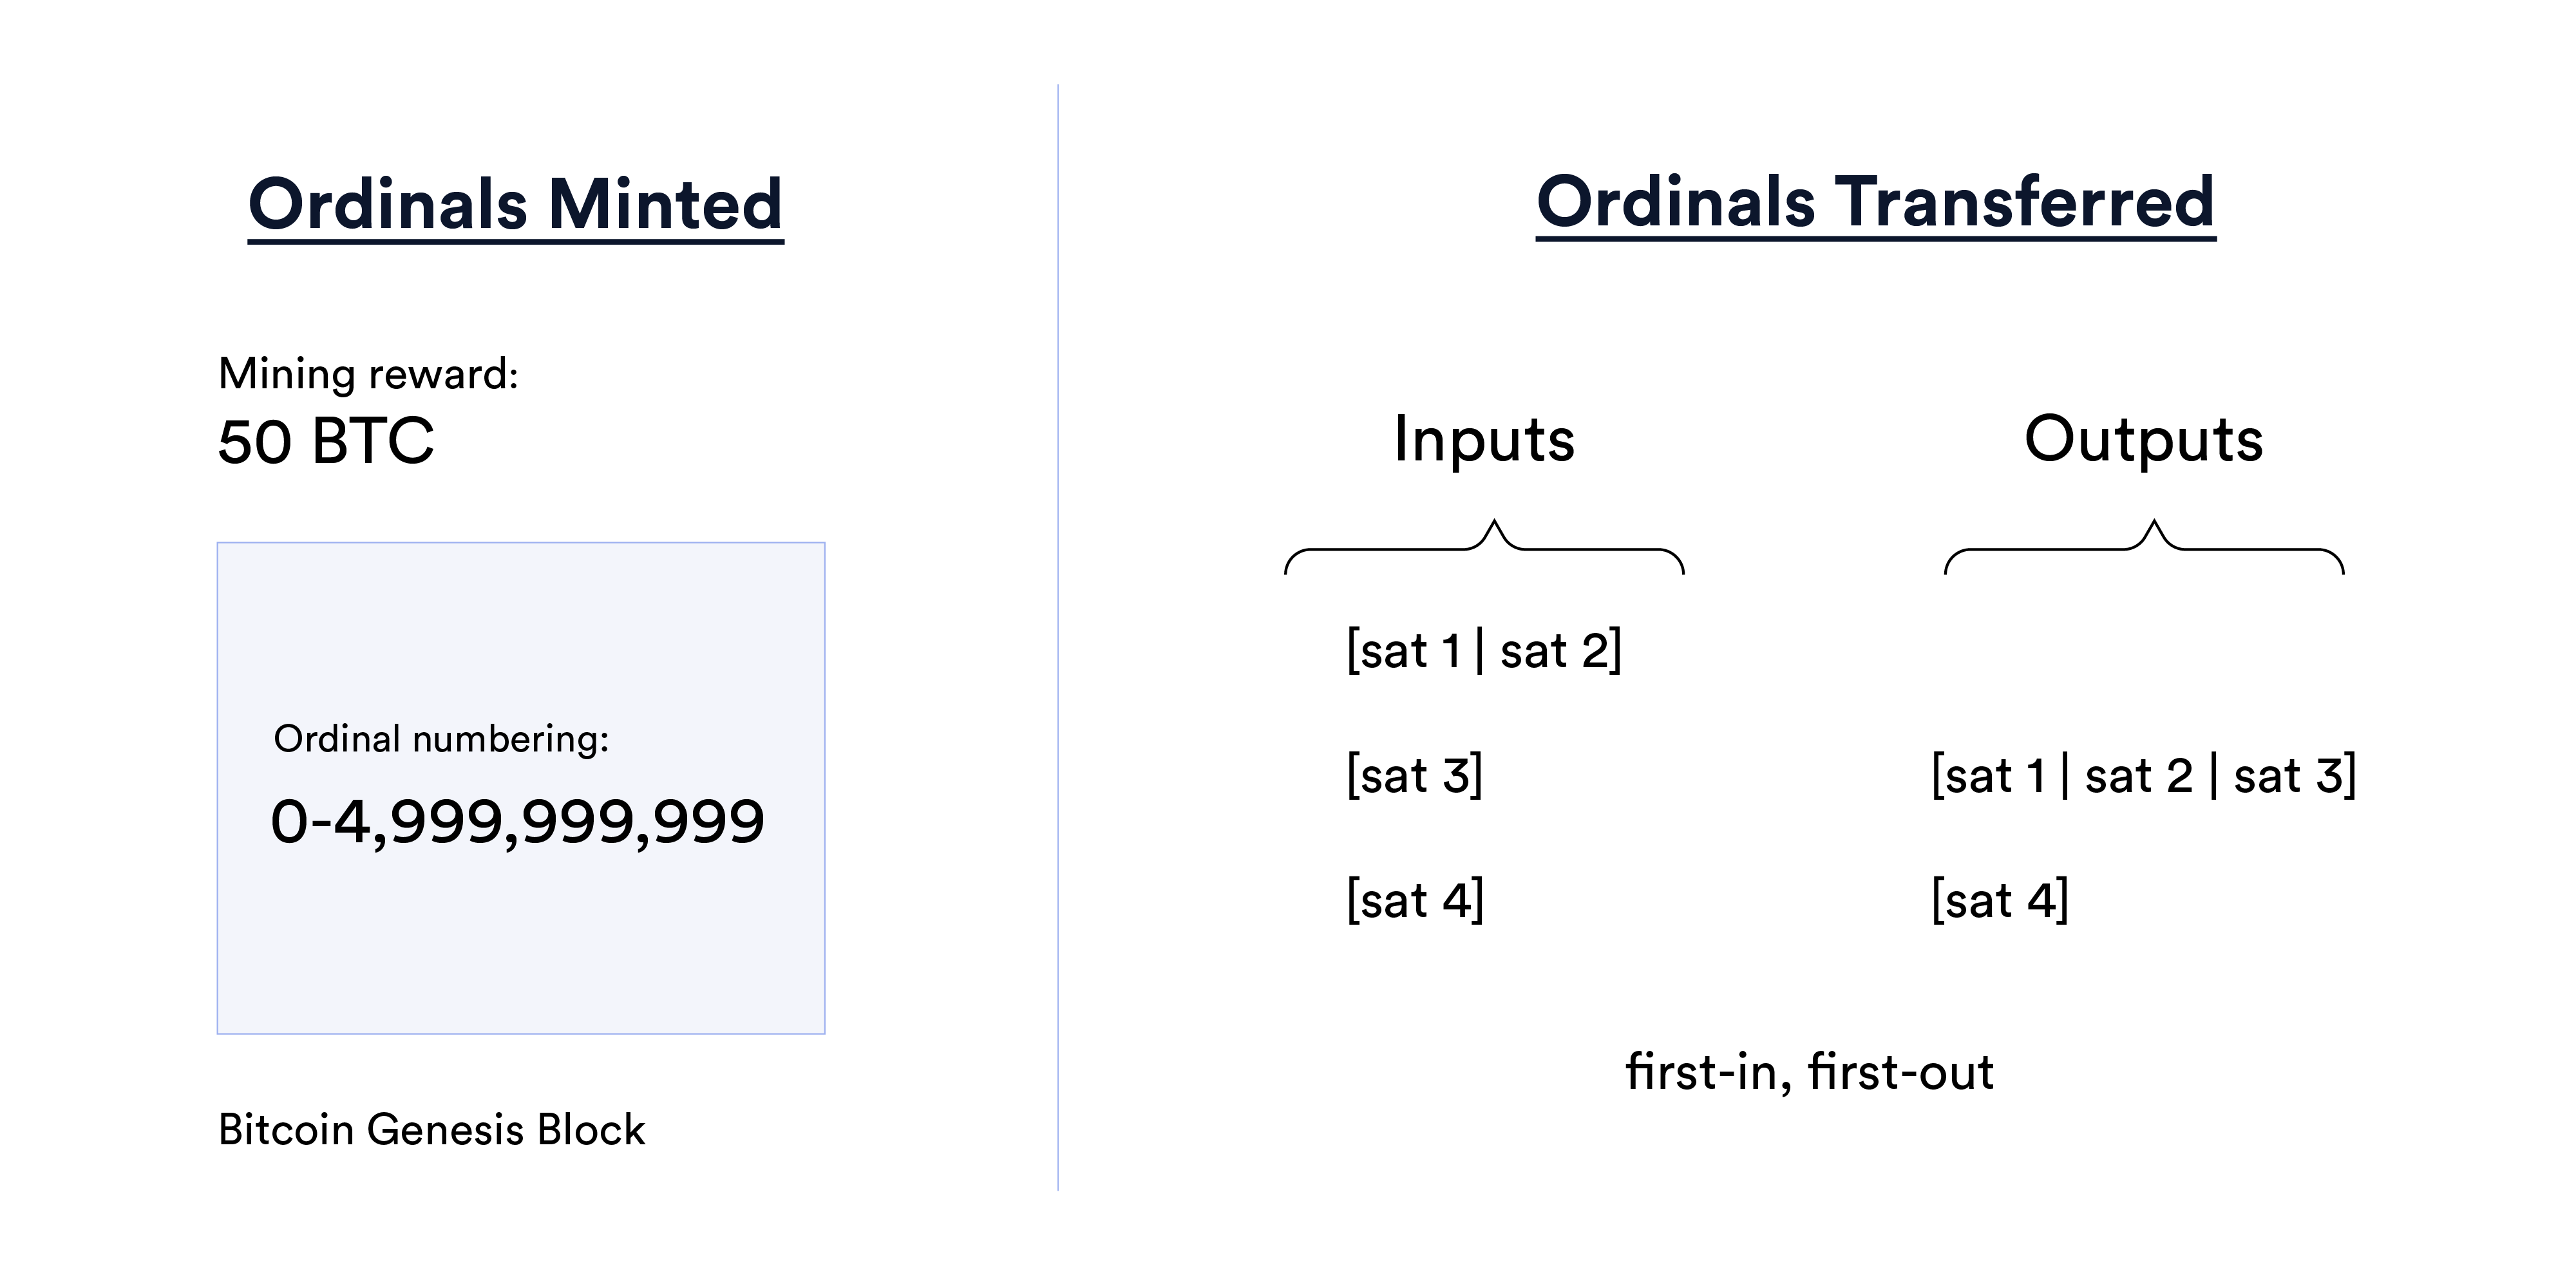 Ordinals Minted
Mining reward:
50 BTC
Ordinal numbering:
0-4,999,999,999
Bitcoin Genesis Block
Ordinals Transferred
Inputs
Outputs
[sat 1 | sat 2]
[sat 3]
[sat 1 | sat 2 | sat 3]
[sat 4]
[sat 4]
first-in, first-out